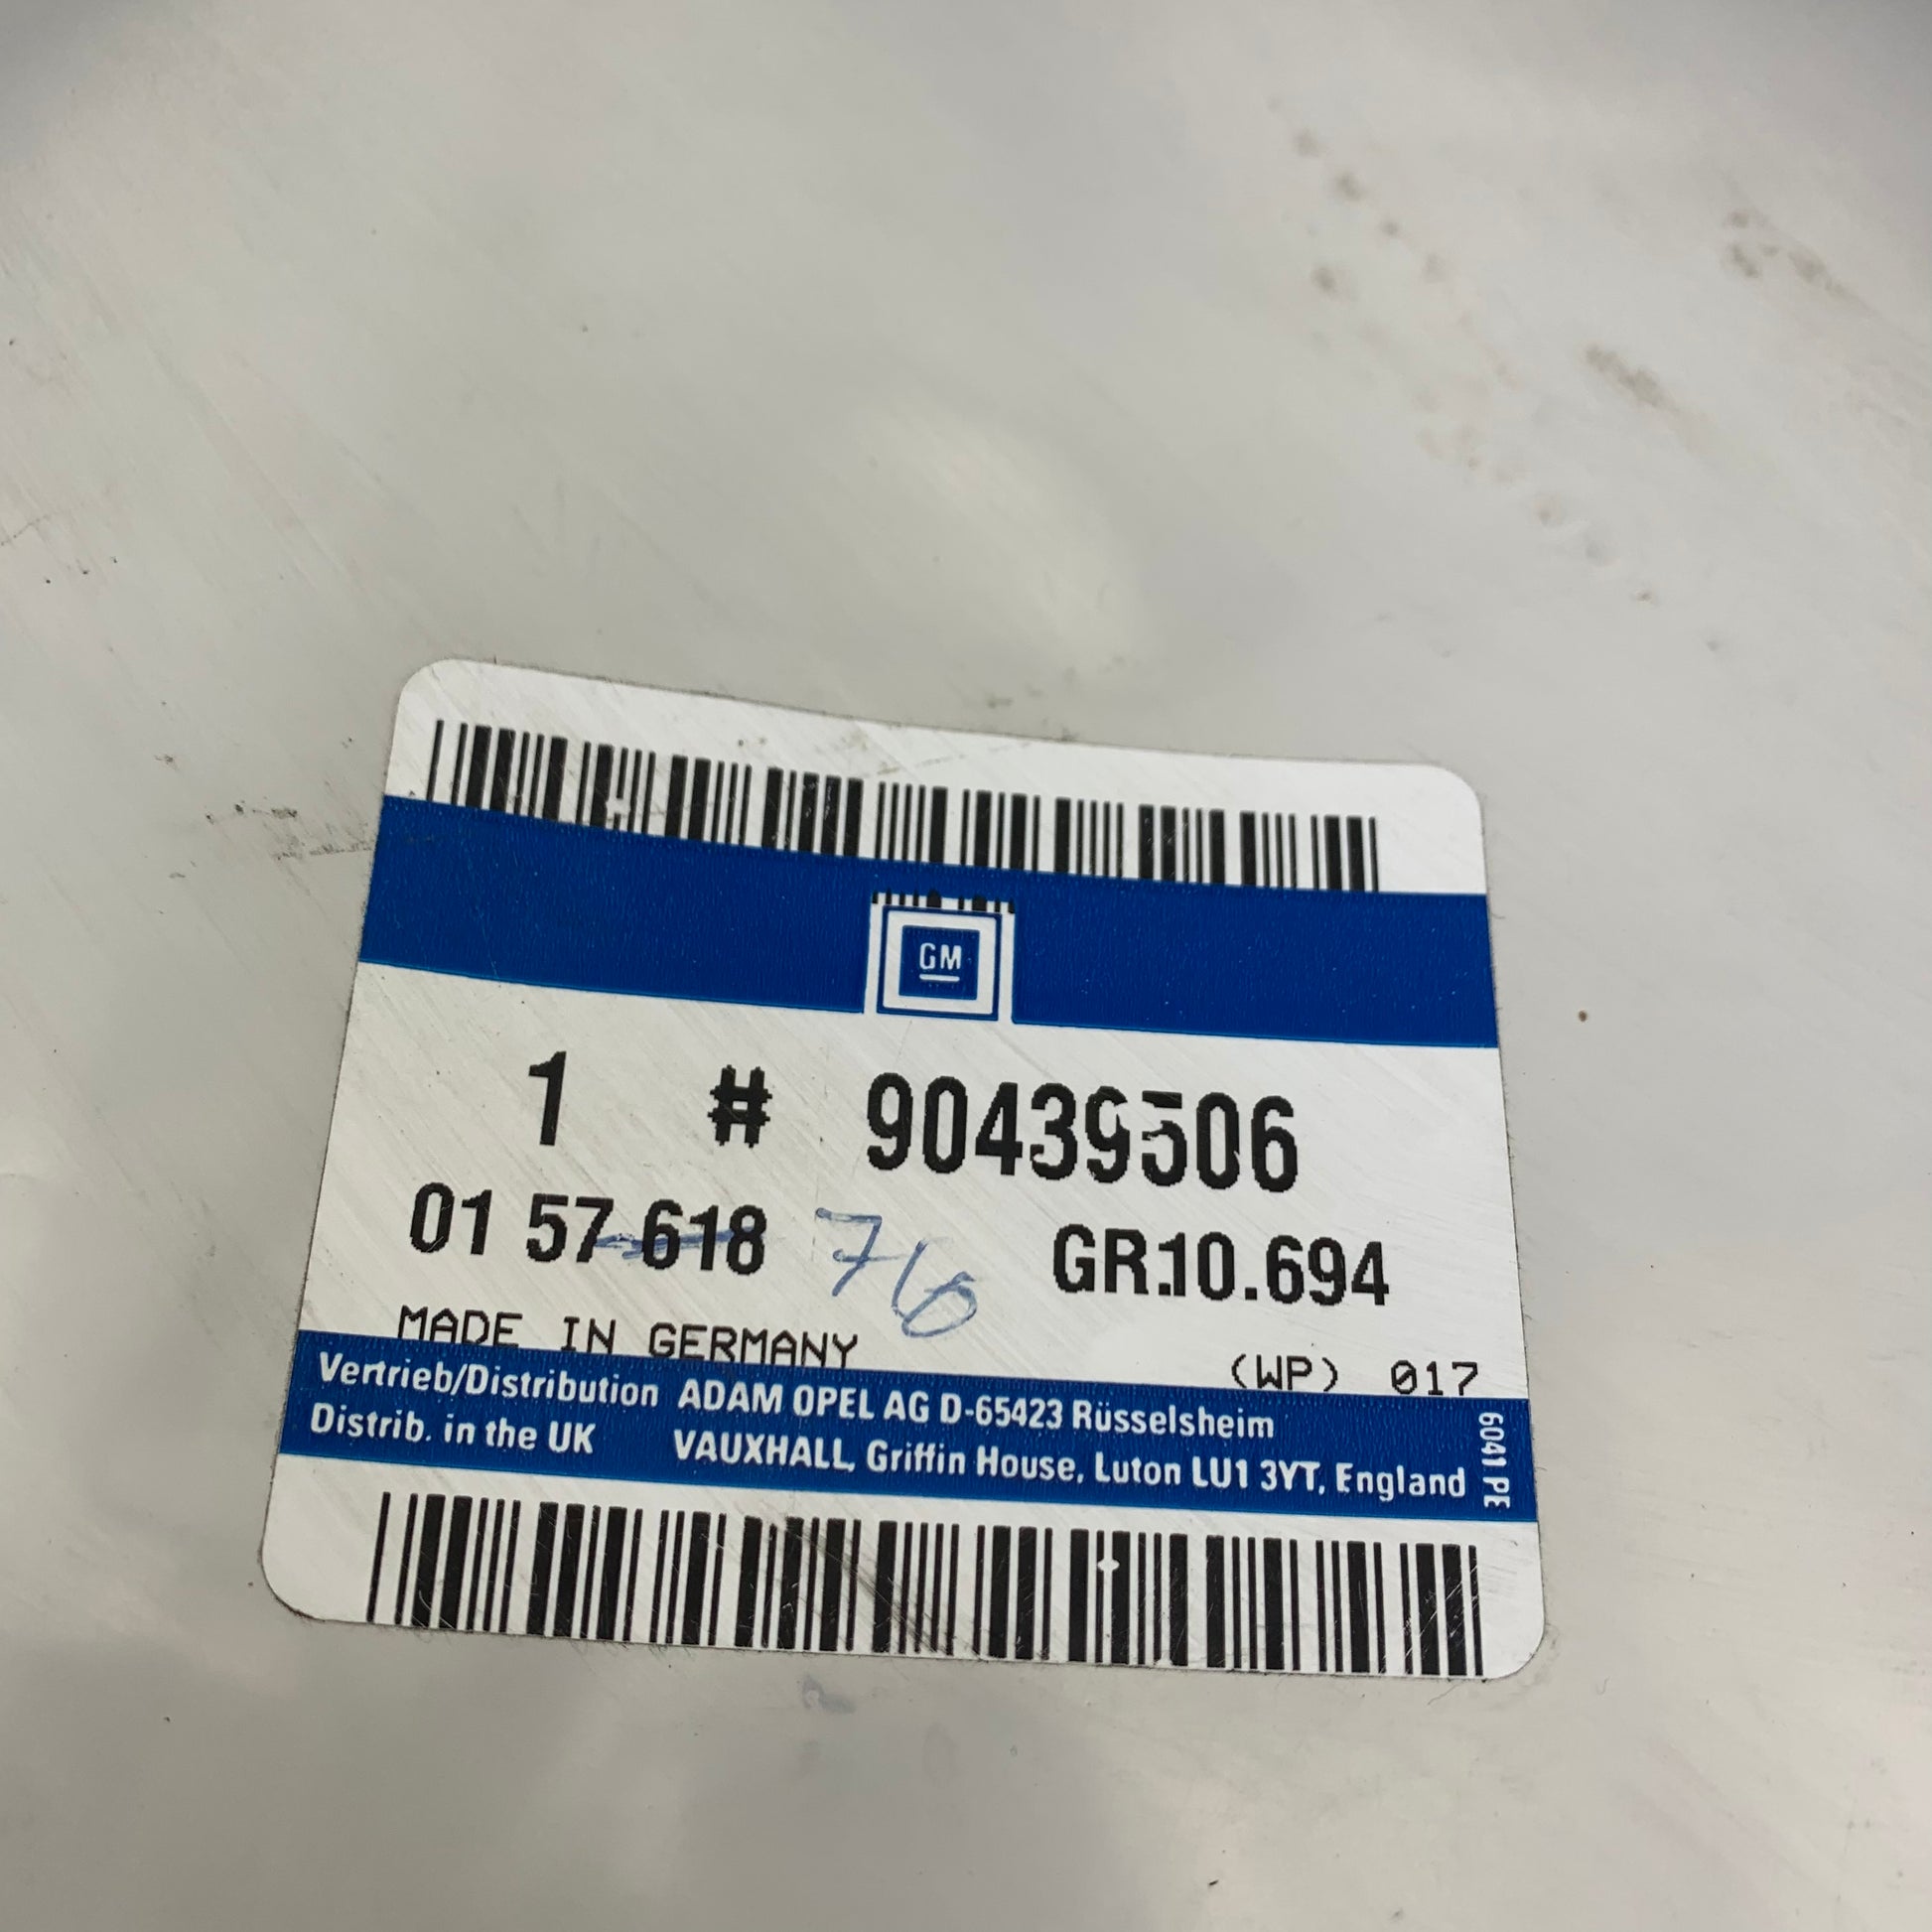 GM
1 # 90439506
01 57 618 76 GR.10.694
MADE IN GERMANY (WP) 017
Vertrieb/Distribution ADAM OPEL AG D-65423 Rüsselsheim
Distrib. in the UK VAUXHALL, Griffin House, Luton LU1 3YT, England
6041 PE